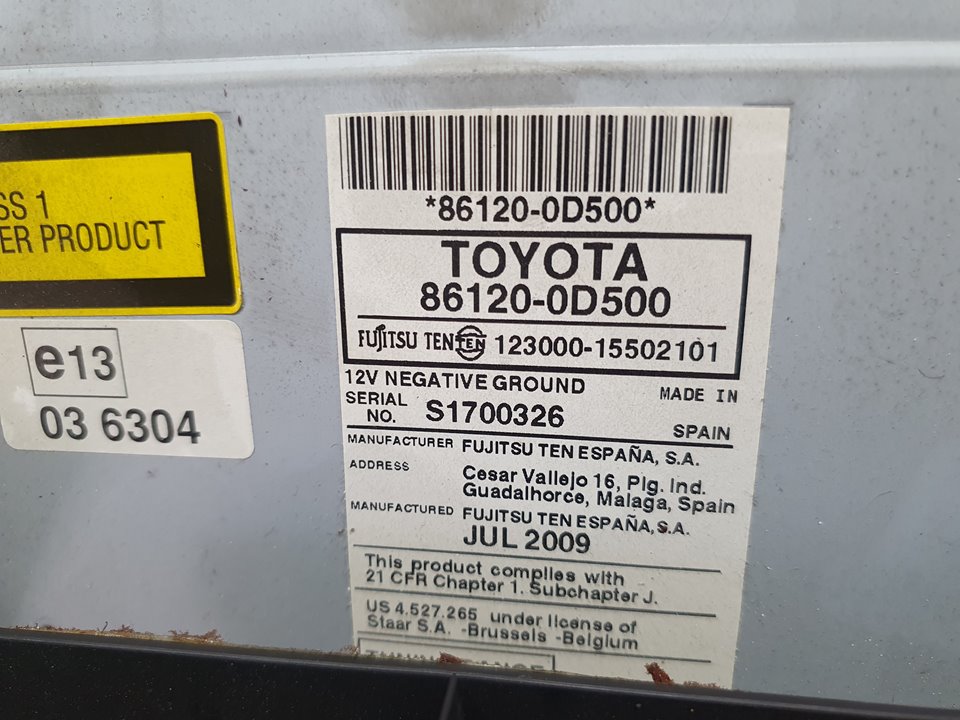 SS 1
ER PRODUCT
e13
03 6304
*86120-0D500*
TOYOTA
86120-0D500
FUJITSU TEN TEN 123000-15502101
12V NEGATIVE GROUND MADE IN
SERIAL NO. S1700326 SPAIN
MANUFACTURER FUJITSU TEN ESPAÑA, S.A.
ADDRESS Cesar Vallejo 16, Plg. Ind.
Guadalhorce, Malaga, Spain
MANUFACTURED FUJITSU TEN ESPAÑA, S.A.
JUL 2009
This product complies with
21 CFR Chapter 1. Subchapter J.
US 4.527.265 under license of
Staar S.A. -Brussels -Belgium